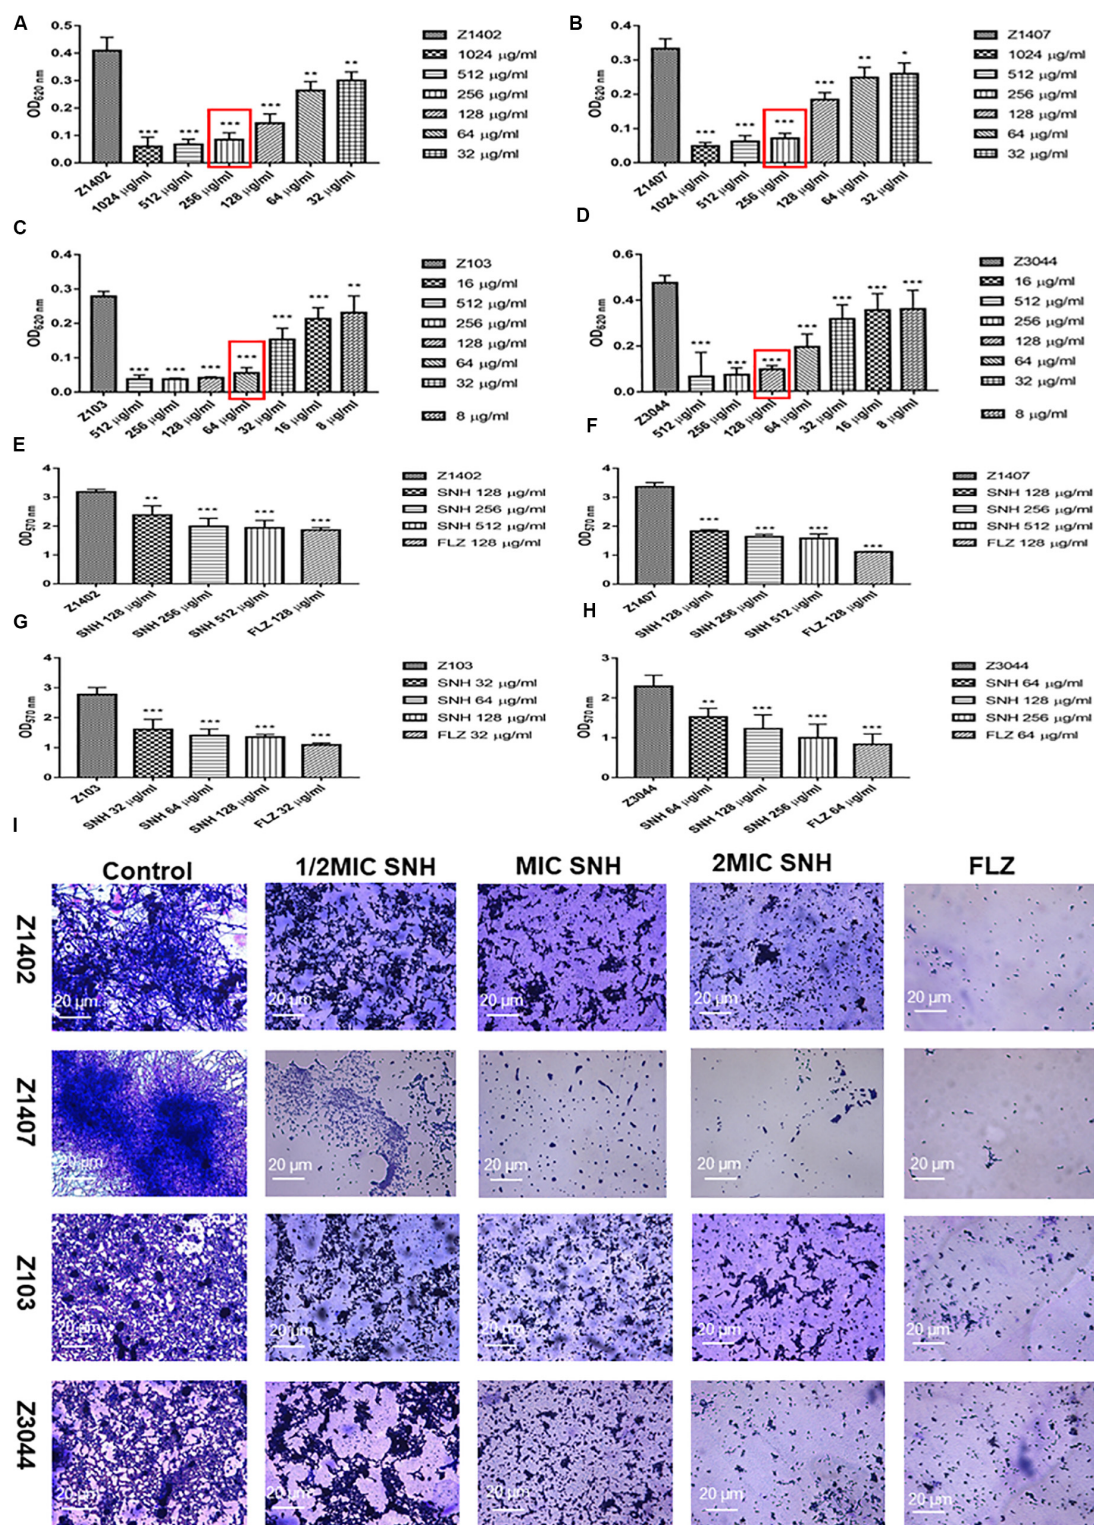 A
0.5
0.4
0.3
0.2
0.1
0.0
OD620 nm
*** *** *** *** ** **
Z1402
1024 μg/ml
512 μg/ml
256 μg/ml
128 μg/ml
64 μg/ml
32 μg/ml
Z1402
1024 μg/ml
512 μg/ml
256 μg/ml
128 μg/ml
64 μg/ml
32 μg/ml
B
0.4
0.3
0.2
0.1
0.0
OD620 nm
*** *** *** *** ** *
Z1407
1024 μg/ml
512 μg/ml
256 μg/ml
128 μg/ml
64 μg/ml
32 μg/ml
Z1407
1024 μg/ml
512 μg/ml
256 μg/ml
128 μg/ml
64 μg/ml
32 μg/ml
C
0.4
0.3
0.2
0.1
0.0
OD620 nm
*** *** *** *** *** *** **
Z103
512 μg/ml
256 μg/ml
128 μg/ml
64 μg/ml
32 μg/ml
16 μg/ml
8 μg/ml
Z103
16 μg/ml
512 μg/ml
256 μg/ml
128 μg/ml
64 μg/ml
32 μg/ml
8 μg/ml
D
0.6
0.4
0.2
0.0
OD620 nm
*** *** *** *** *** *** ***
Z3044
512 μg/ml
256 μg/ml
128 μg/ml
64 μg/ml
32 μg/ml
16 μg/ml
8 μg/ml
Z3044
16 μg/ml
512 μg/ml
256 μg/ml
128 μg/ml
64 μg/ml
32 μg/ml
8 μg/ml
E
4
3
2
1
0
OD570 nm
** *** *** ***
Z1402
SNH 128 μg/ml
SNH 256 μg/ml
SNH 512 μg/ml
FLZ 128 μg/ml
Z1402
SNH 128 μg/ml
SNH 256 μg/ml
SNH 512 μg/ml
FLZ 128 μg/ml
F
4
3
2
1
0
OD570 nm
*** *** *** ***
Z1407
SNH 128 μg/ml
SNH 256 μg/ml
SNH 512 μg/ml
FLZ 128 μg/ml
Z1407
SNH 128 μg/ml
SNH 256 μg/ml
SNH 512 μg/ml
FLZ 128 μg/ml
G
4
3
2
1
0
OD570 nm
*** *** *** ***
Z103
SNH 32 μg/ml
SNH 64 μg/ml
SNH 128 μg/ml
FLZ 32 μg/ml
Z103
SNH 32 μg/ml
SNH 64 μg/ml
SNH 128 μg/ml
FLZ 32 μg/ml
H
3
2
1
0
OD570 nm
** *** *** ***
Z3044
SNH 64 μg/ml
SNH 128 μg/ml
SNH 256 μg/ml
FLZ 64 μg/ml
Z3044
SNH 64 μg/ml
SNH 128 μg/ml
SNH 256 μg/ml
FLZ 64 μg/ml
I
Control 1/2MIC SNH MIC SNH 2MIC SNH FLZ
Z1402
20 μm 20 μm 20 μm 20 μm 20 μm
Z1407
20 μm 20 μm 20 μm 20 μm 20 μm
Z103
20 μm 20 μm 20 μm 20 μm 20 μm
Z3044
20 μm 20 μm 20 μm 20 μm 20 μm